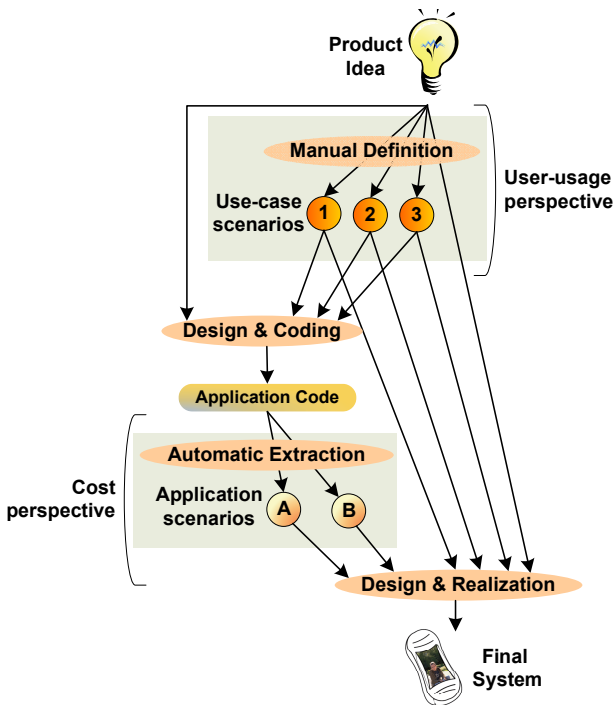 Product
Idea
Manual Definition
User-usage
perspective
Use-case
scenarios
1
2
3
Design & Coding
Application Code
Automatic Extraction
Cost
perspective
Application
scenarios
A
B
Design & Realization
Final
System